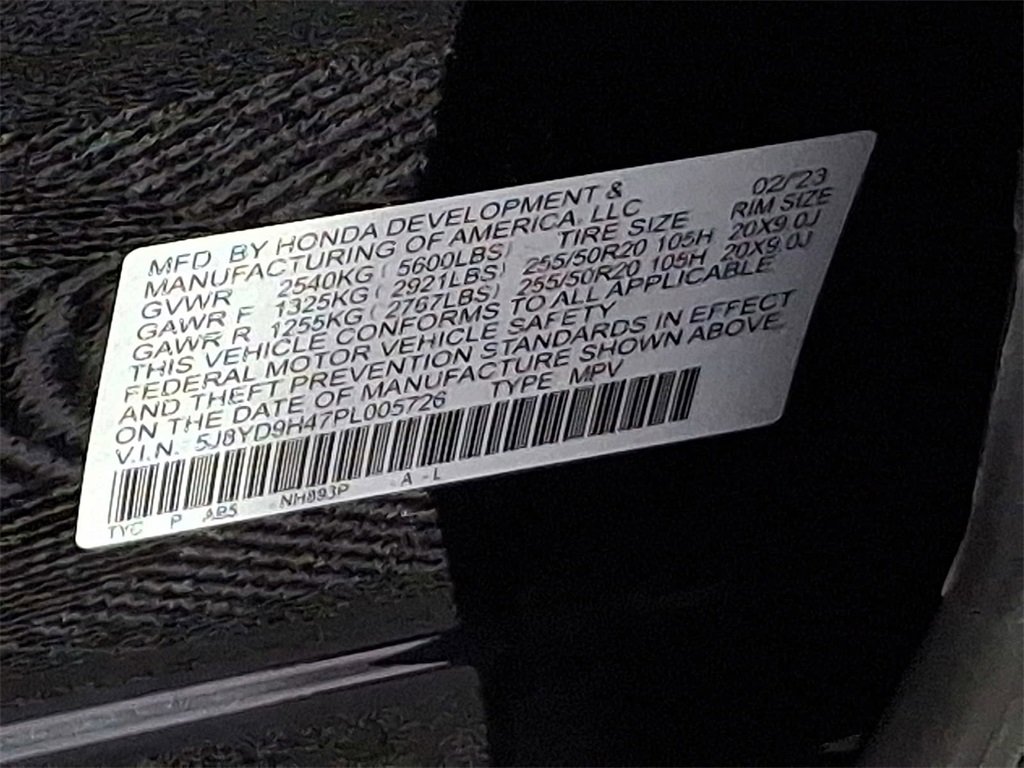 MFD. BY HONDA DEVELOPMENT & 02/'23
MANUFACTURING OF AMERICA, LLC
GVWR 2540KG ( 5600LBS) TIRE SIZE RIM SIZE
GAWR F 1325KG ( 2921LBS) 255/50R20 105H 20X9.0J
GAWR R 1255KG ( 2767LBS) 255/50R20 105H 20X9.0J
THIS VEHICLE CONFORMS TO ALL APPLICABLE
FEDERAL MOTOR VEHICLE SAFETY
AND THEFT PREVENTION STANDARDS IN EFFECT
ON THE DATE OF MANUFACTURE SHOWN ABOVE.
V.I.N. 5J8YD9H47PL005726 TYPE MPV
P NH893P A - L